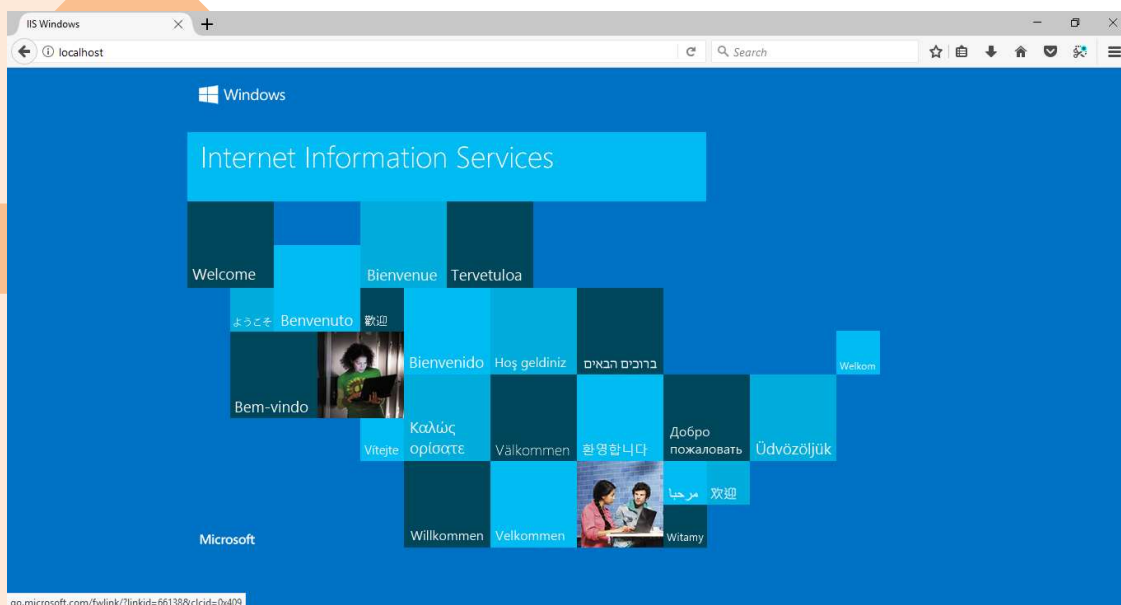 IIS Windows
localhost
Search
Windows
Internet Information Services
Welcome
Bienvenue
Tervetuloa
ようこそ
Benvenuto
歡迎
Bienvenido
Hoş geldiniz
ברוכים הבאים
Welkom
Bem-vindo
Vítejte
Καλώς
ορίσατε
Välkommen
환영합니다
Добро
пожаловать
Üdvözöljük
مرحبا
欢迎
Microsoft
Willkommen
Velkommen
Witamy
go.microsoft.com/fwlink/?linkid=66138&clcid=0x409